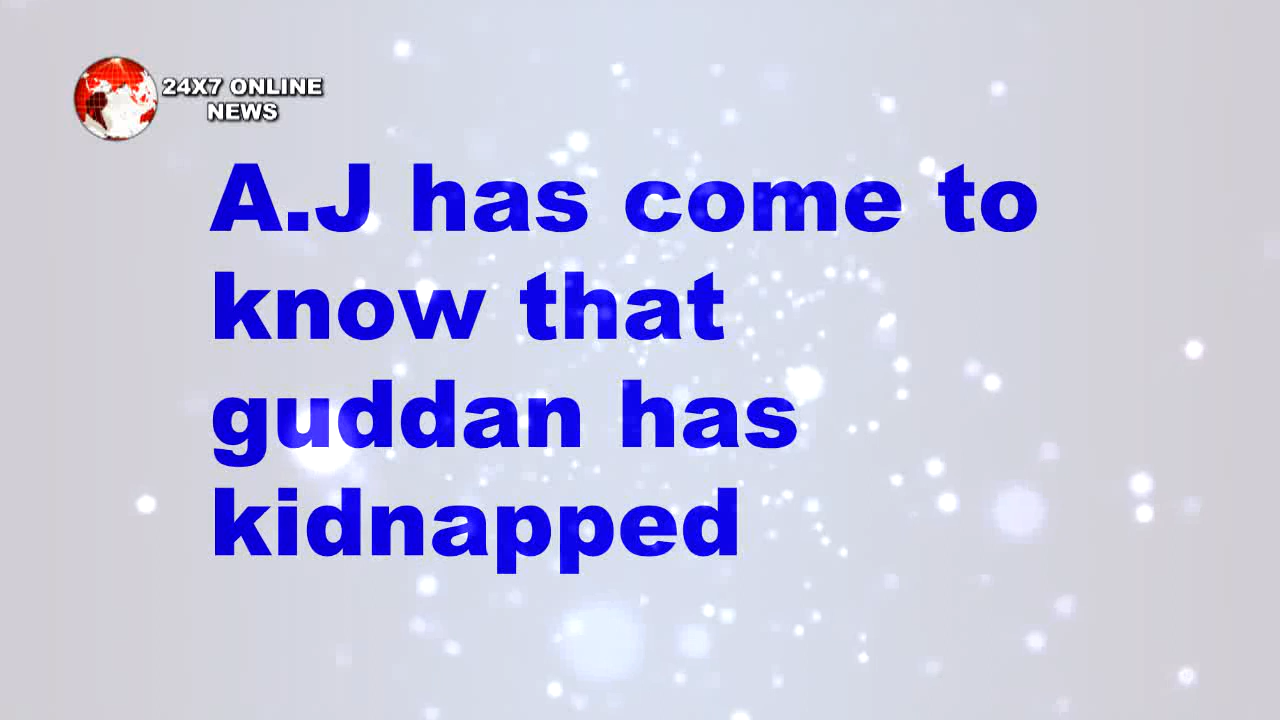 24X7 ONLINE
NEWS
A.J has come to
know that
guddan has
kidnapped